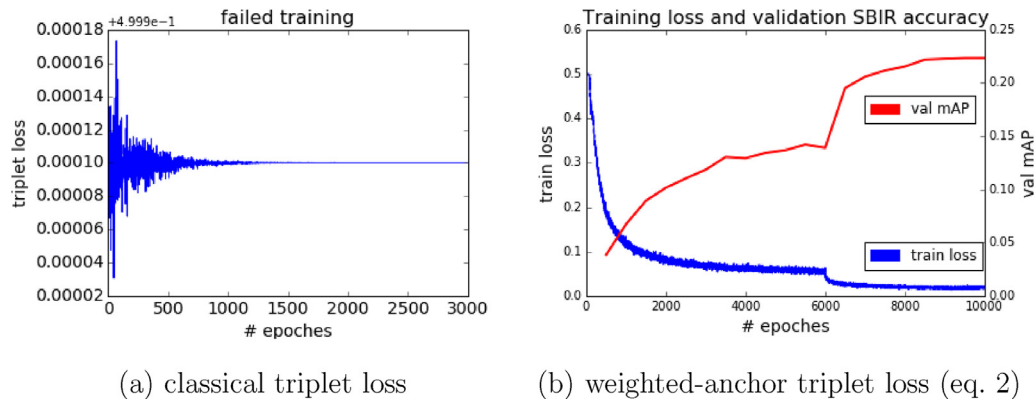 failed training
+4.999e−1
0.00018
0.00016
0.00014
0.00012
0.00010
0.00008
0.00006
0.00004
0.00002
triplet loss
0 500 1000 1500 2000 2500 3000
# epoches
(a) classical triplet loss
Training loss and validation SBIR accuracy
0.6
0.5
0.4
0.3
0.2
0.1
0.0
train loss
0.25
0.20
0.15
0.10
0.05
0.00
val mAP
val mAP
train loss
0 2000 4000 6000 8000 10000
# epoches
(b) weighted-anchor triplet loss (eq. 2)